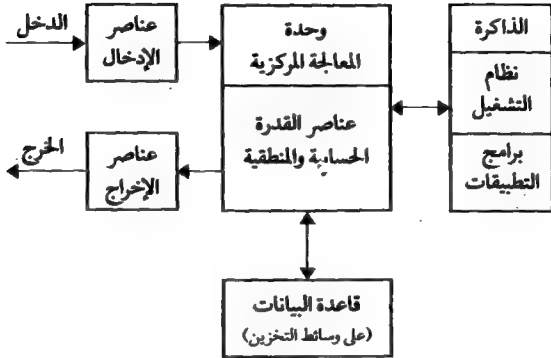 الدخل
عناصر
الإدخال
وحدة
المعالجة المركزية
عناصر القدرة
الحسابية والمنطقية
الذاكرة
نظام
التشغيل
برامج
التطبيقات
الخرج
عناصر
الإخراج
قاعدة البيانات
(على وسائط التخزين)